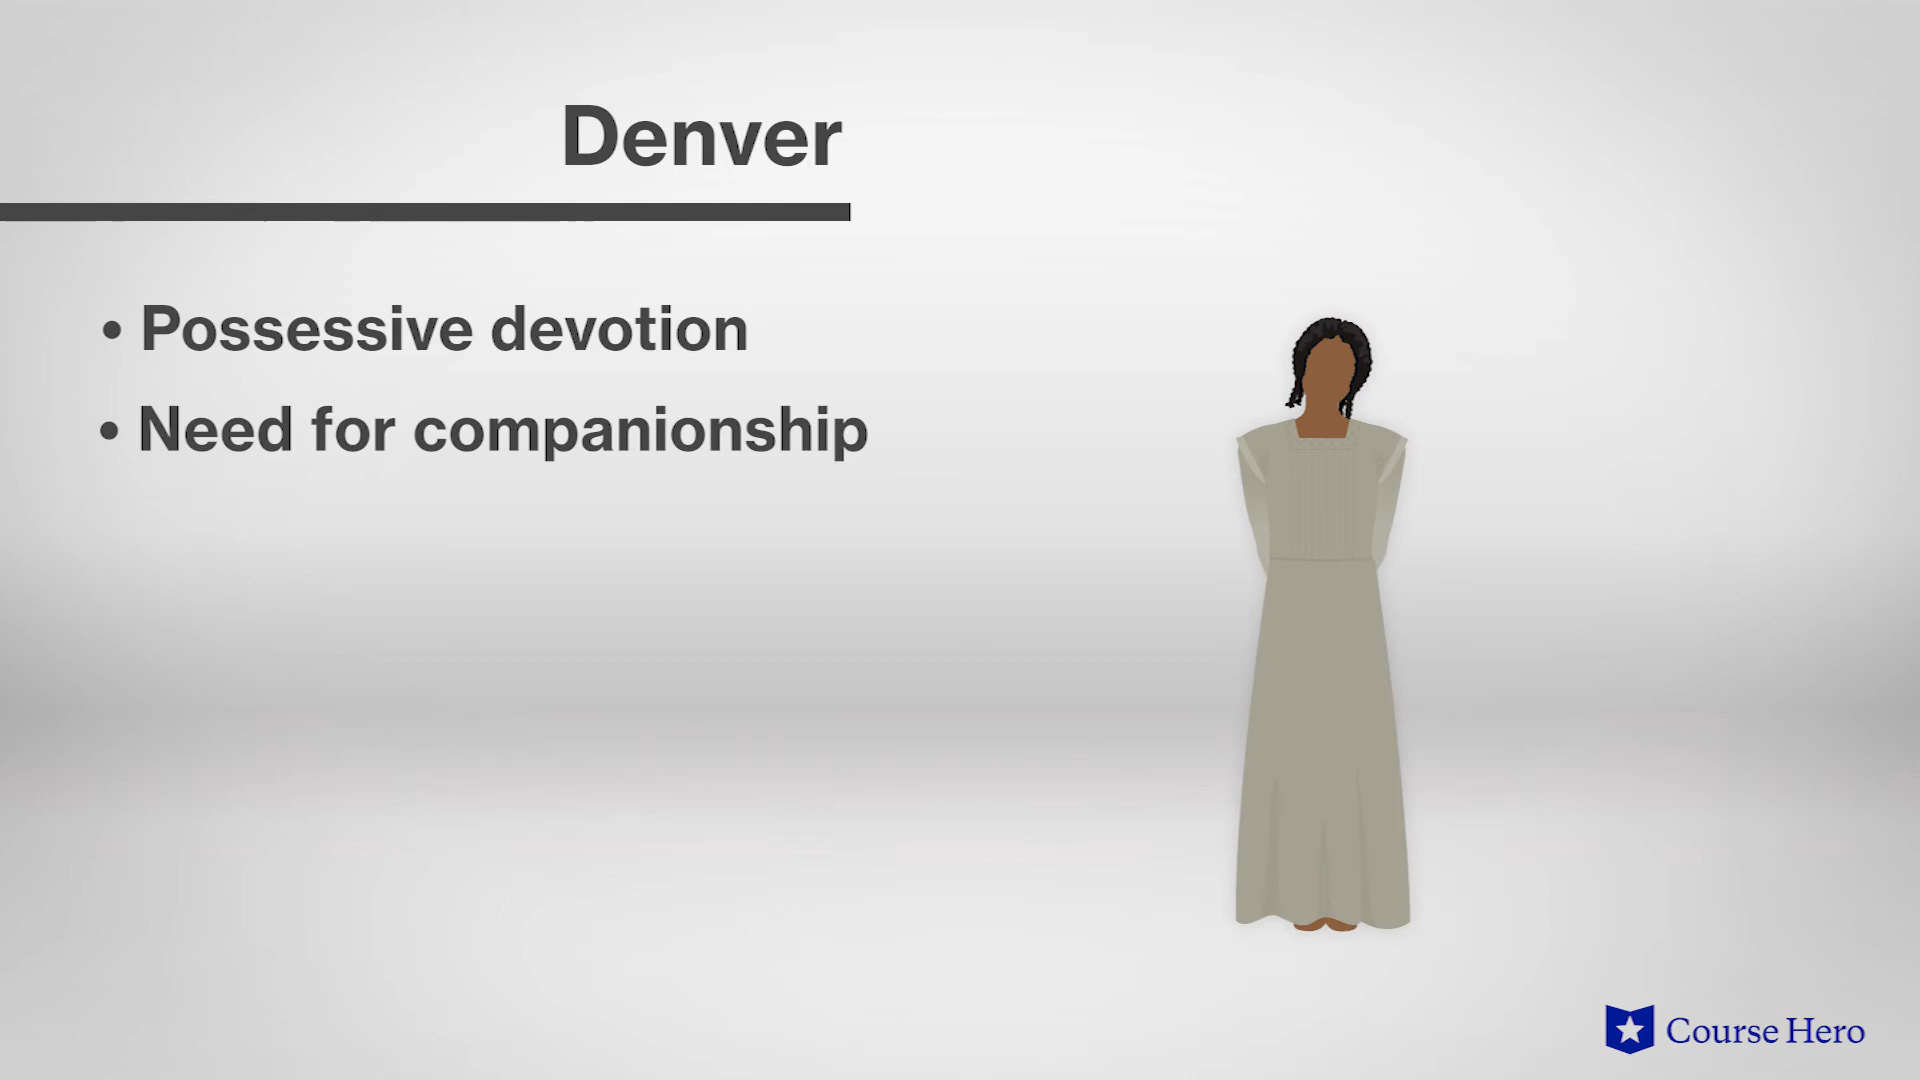 Denver
• Possessive devotion
• Need for companionship
Course Hero